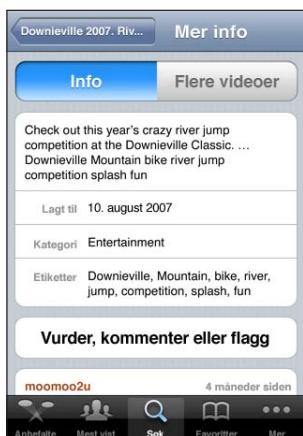 Downieville 2007. Riv...
Mer info
Info
Flere videoer
Check out this year's crazy river jump
competition at the Downieville Classic. ...
Downieville Mountain bike river jump
competition splash fun
Lagt til 10. august 2007
Kategori Entertainment
Etiketter Downieville, Mountain, bike, river,
jump, competition, splash, fun
Vurder, kommenter eller flagg
moomoo2u 4 måneder siden
Anbefalte Mest vist Søk Favoritter Mer